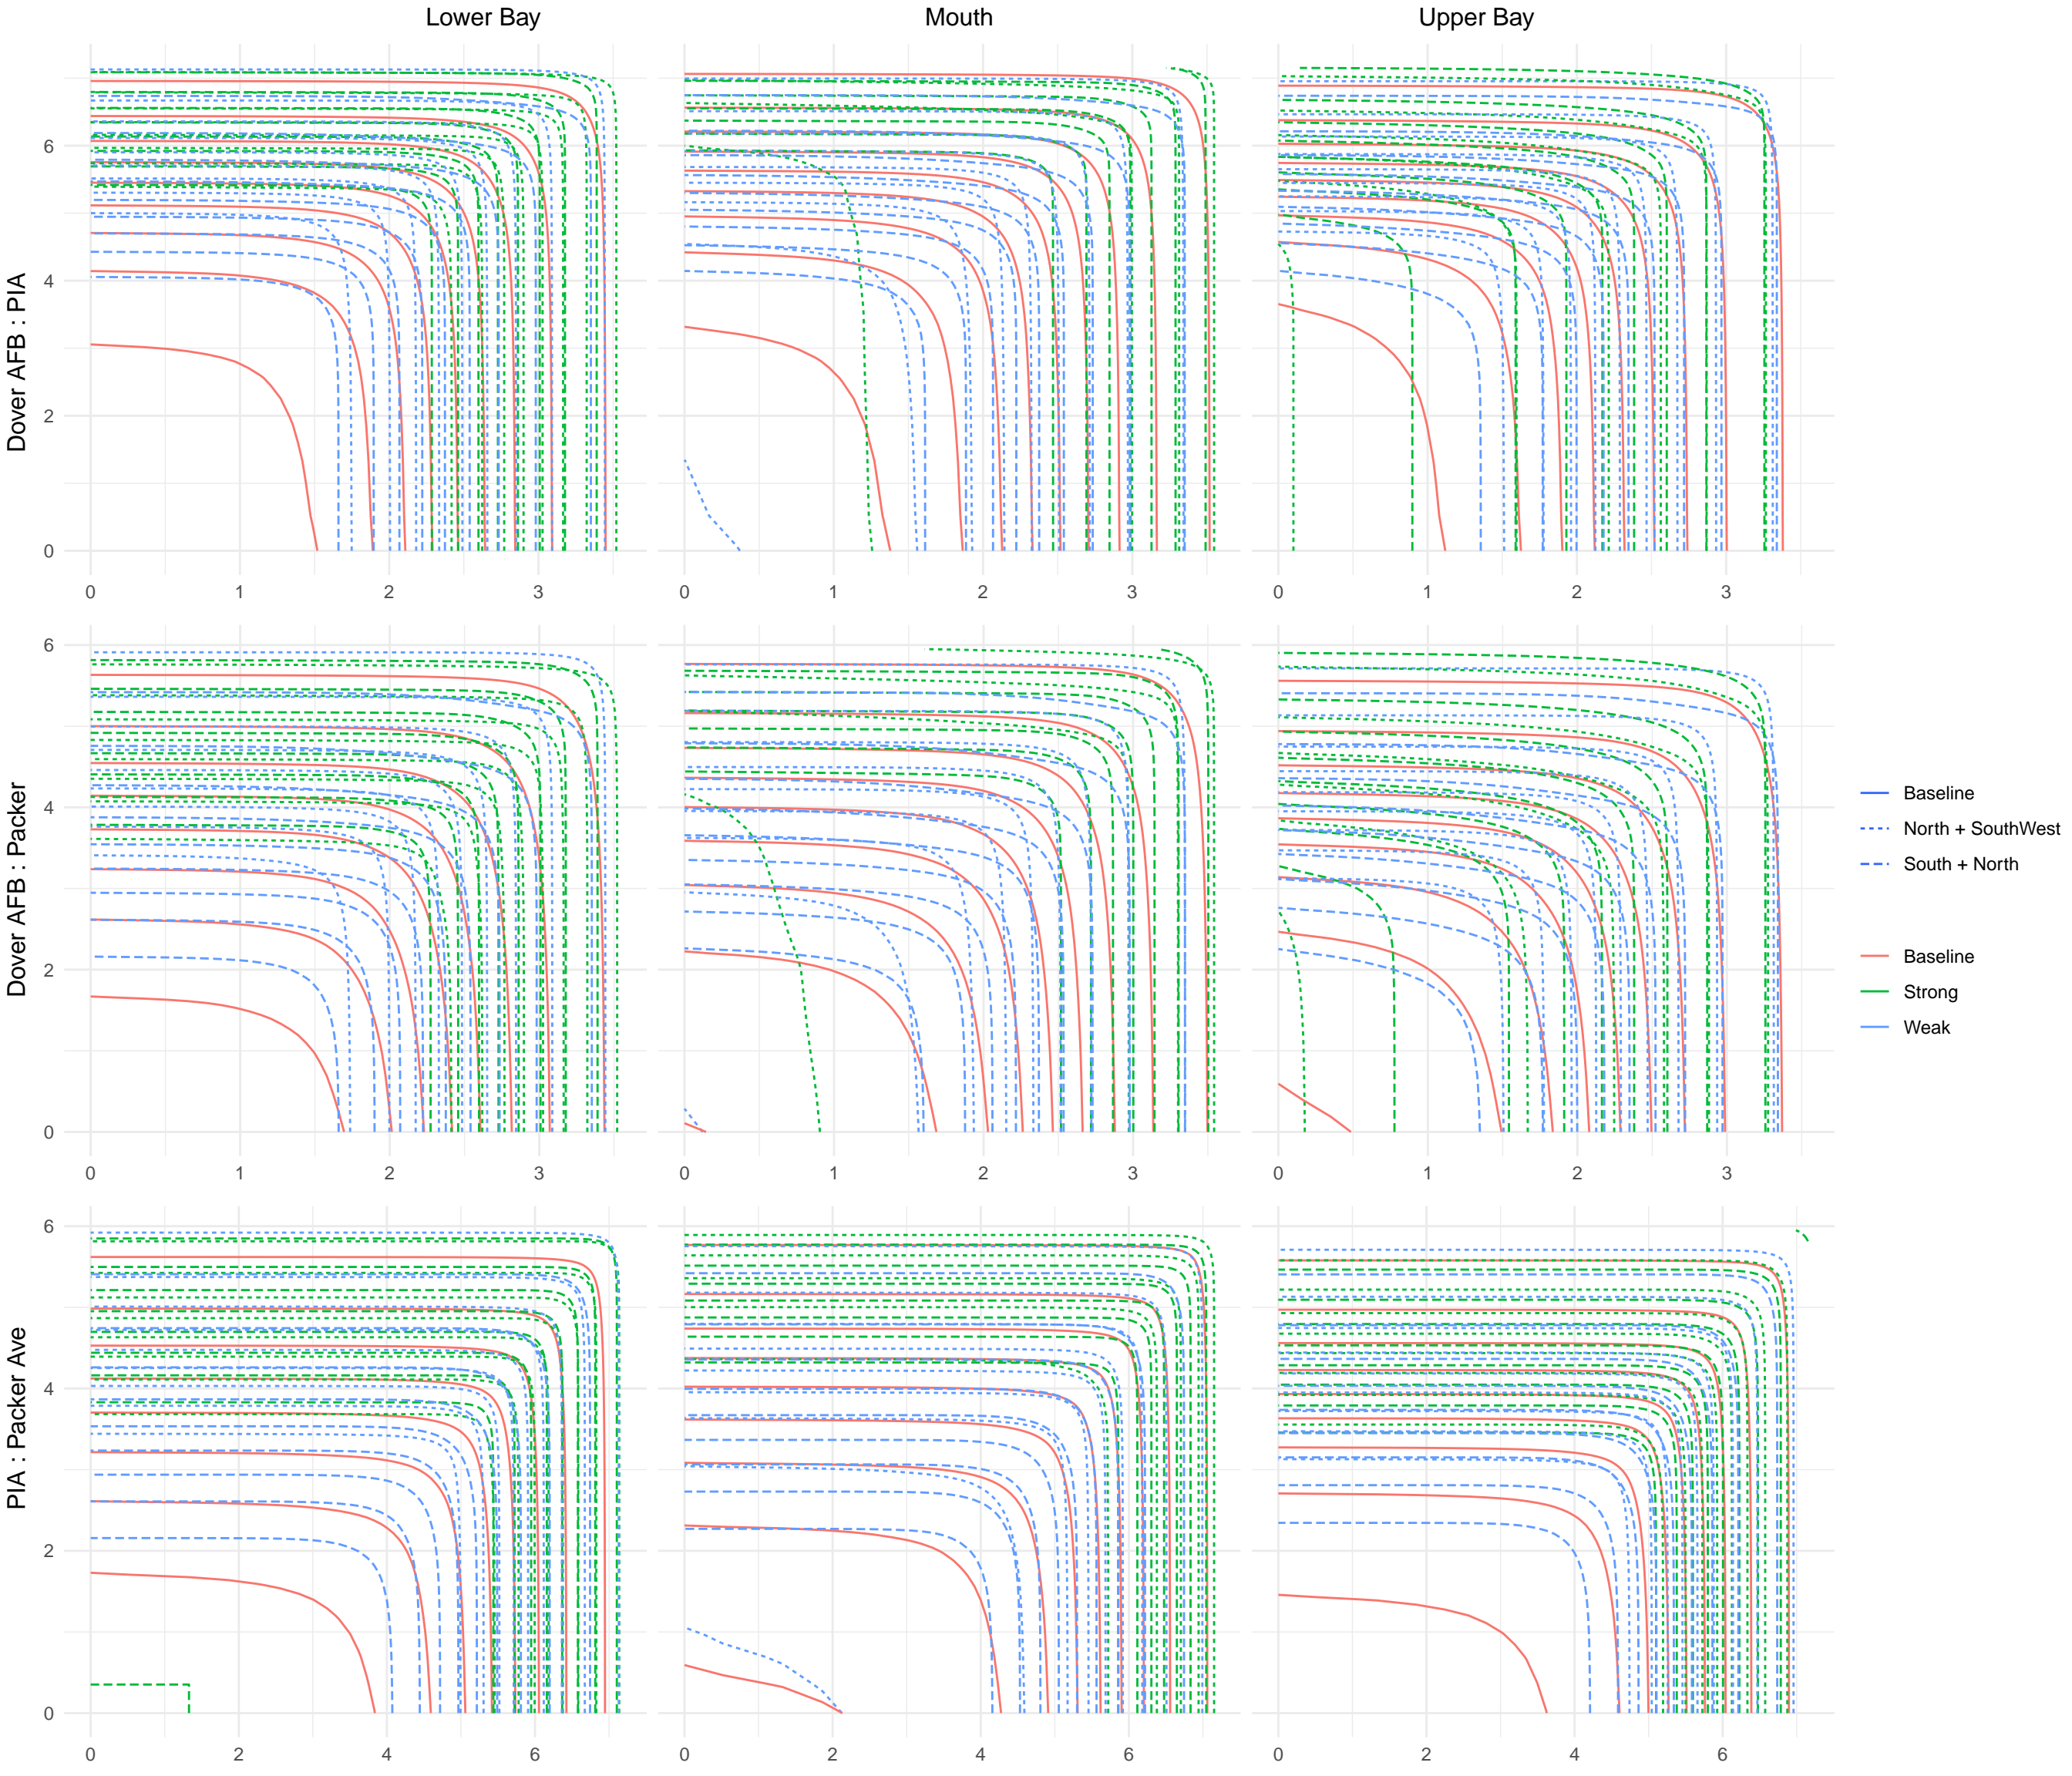 Lower Bay Mouth Upper Bay
Dover AFB : PIA
6
4
2
0
0 1 2 3 0 1 2 3 0 1 2 3
Dover AFB : Packer
6
4
2
0
0 1 2 3 0 1 2 3 0 1 2 3
Baseline
North + SouthWest
South + North
Baseline
Strong
Weak
PIA : Packer Ave
6
4
2
0
0 2 4 6 0 2 4 6 0 2 4 6